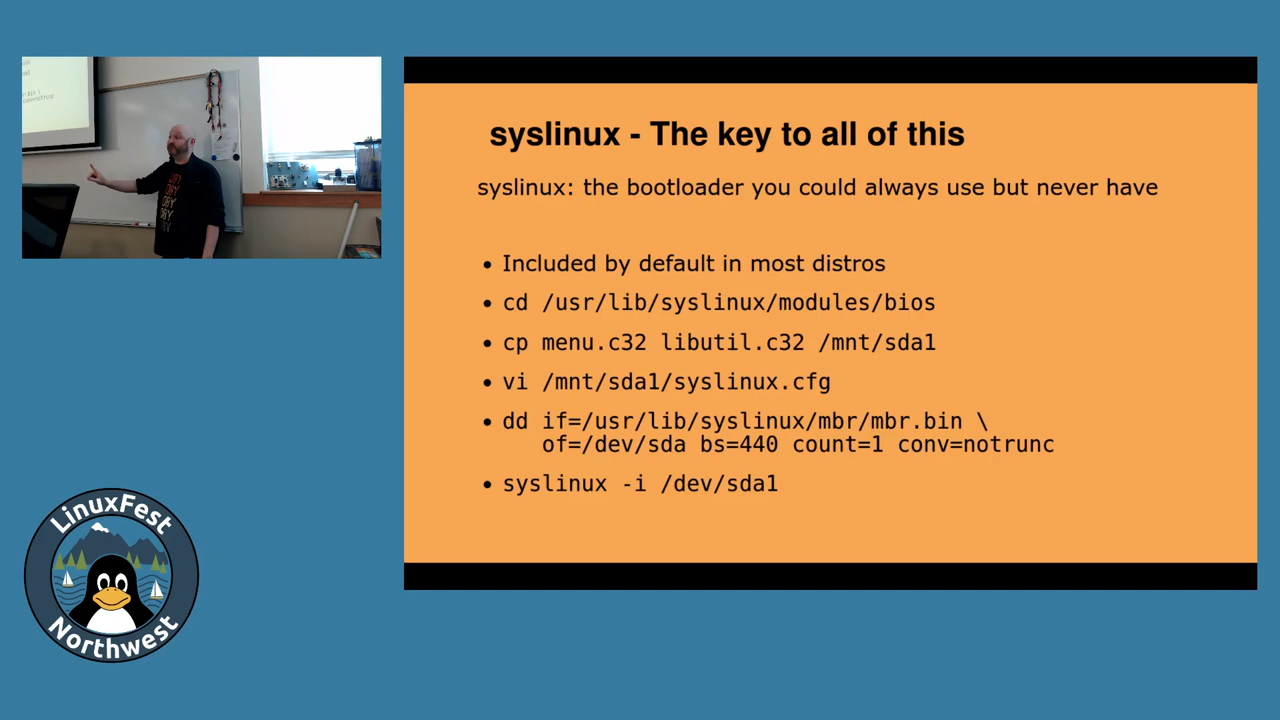 syslinux - The key to all of this
syslinux: the bootloader you could always use but never have
• Included by default in most distros
• cd /usr/lib/syslinux/modules/bios
• cp menu.c32 libutil.c32 /mnt/sda1
• vi /mnt/sda1/syslinux.cfg
• dd if=/usr/lib/syslinux/mbr/mbr.bin \
of=/dev/sda bs=440 count=1 conv=notrunc
• syslinux -i /dev/sda1
LinuxFest
Northwest